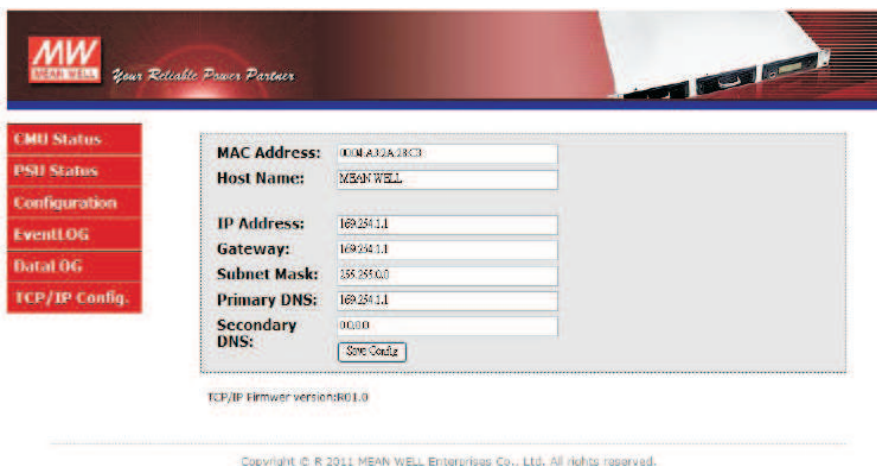 MW
MEAN WELL
Your Reliable Power Partner
CMU Status
PSU Status
Configuration
EventLOG
DataLOG
TCP/IP Config.
MAC Address:
Host Name: MEAN WELL
IP Address: 169.254.1.1
Gateway: 169.254.1.1
Subnet Mask: 255.255.0.0
Primary DNS: 169.254.1.1
Secondary DNS: 0.0.0.0
Save Config
TCP/IP Firmwer version:R01.0
Copyright © R 2011 MEAN WELL Enterprises Co., Ltd. All rights reserved.